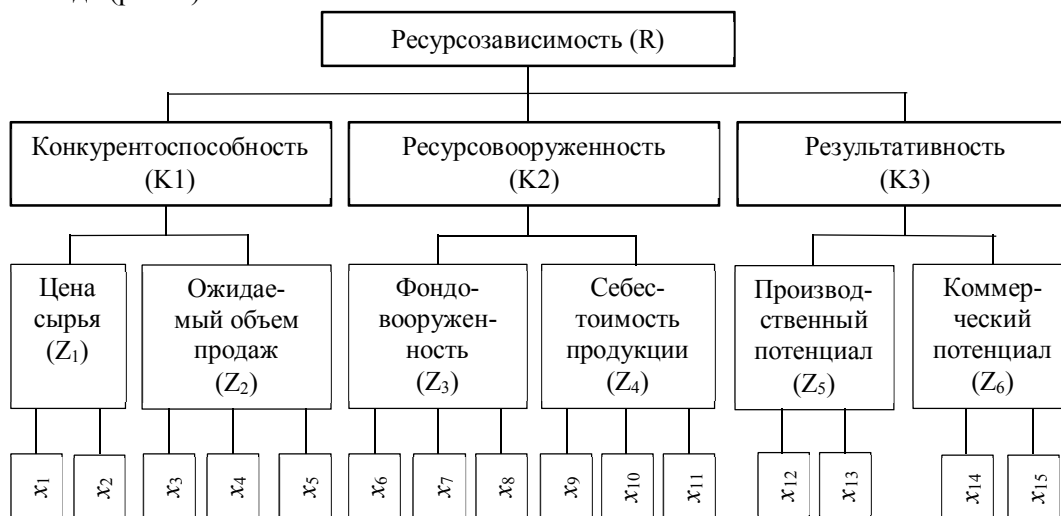 Ресурсозависимость (R)
Конкурентоспособность
(K1)
Ресурсовооруженность
(K2)
Результативность
(K3)
Цена
сырья
(Z1)
Ожидае-
мый объем
продаж
(Z2)
Фондо-
вооружен-
ность
(Z3)
Себес-
тоимость
продукции
(Z4)
Производ-
ственный
потенциал
(Z5)
Коммер-
ческий
потенциал
(Z6)
x1
x2
x3
x4
x5
x6
x7
x8
x9
x10
x11
x12
x13
x14
x15